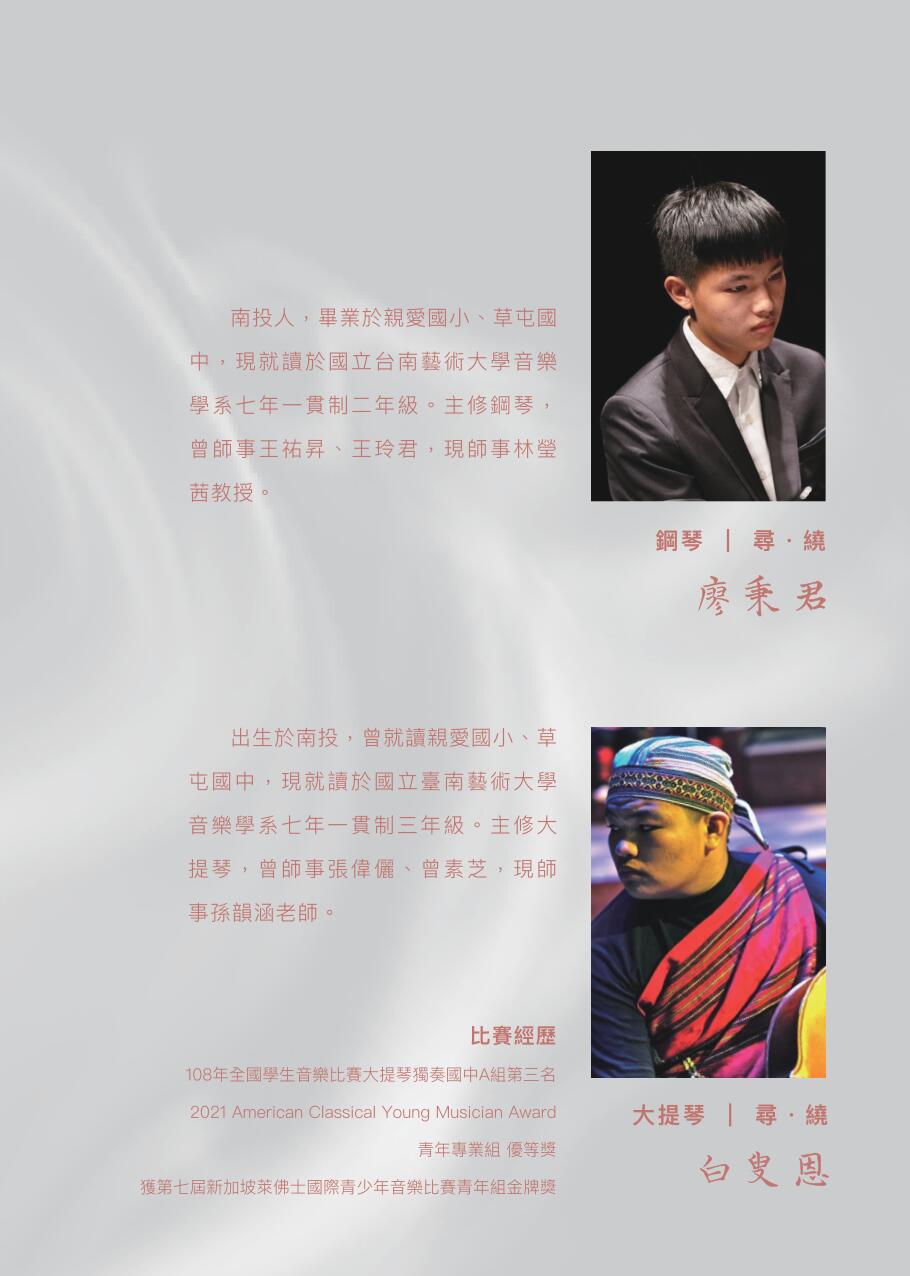 南投人，畢業於親愛國小、草屯國
中，現就讀於國立台南藝術大學音樂
學系七年一貫制二年級。主修鋼琴，
曾師事王祐昇、王玲君，現師事林瑩
茜教授。
鋼琴 ｜ 尋‧繞
廖秉君
出生於南投，曾就讀親愛國小、草
屯國中，現就讀於國立臺南藝術大學
音樂學系七年一貫制三年級。主修大
提琴，曾師事張偉儷、曾素芝，現師
事孫韻涵老師。
比賽經歷
108年全國學生音樂比賽大提琴獨奏國中A組第三名
2021 American Classical Young Musician Award
青年專業組 優等獎
獲第七屆新加坡萊佛士國際青少年音樂比賽青年組金牌獎
大提琴 ｜ 尋‧繞
白叟恩